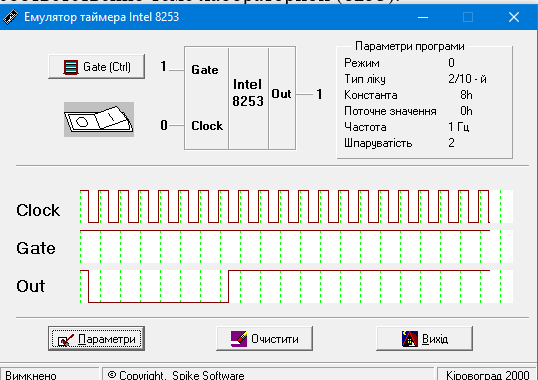 Емулятор таймера Intel 8253
Gate (Ctrl)
1
Gate
Intel
8253
Out
1
0
Clock
Параметри програми
Режим 0
Тип ліку 2/10 - й
Константа 8h
Поточне значення 0h
Частота 1 Гц
Шпаруватість 2
Clock
Gate
Out
Параметри
Очистити
Вихід
Вимкнено
© Copyright, Spike Software
Кіровоград 2000